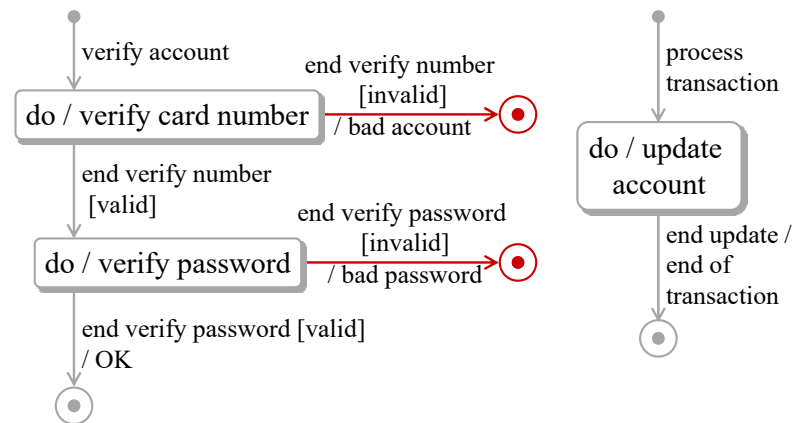 verify account
do / verify card number
end verify number
[invalid]
/ bad account
end verify number
[valid]
do / verify password
end verify password
[invalid]
/ bad password
end verify password [valid]
/ OK
process
transaction
do / update
account
end update /
end of
transaction